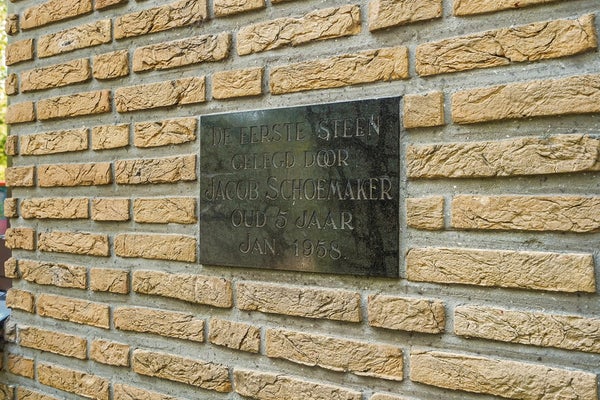 DE EERSTE STEEN
GELEGD DOOR
JACOB SCHOEMAKER
OUD 5 JAAR
JAN. 1958.